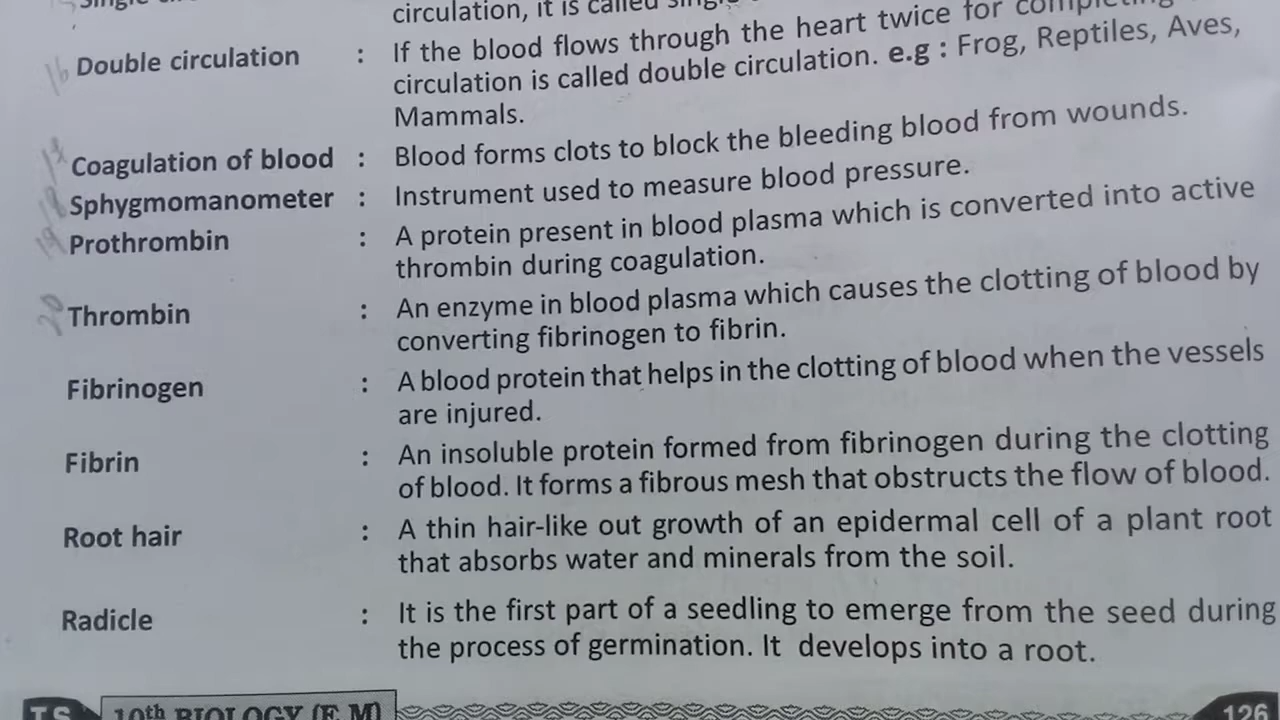 circulation, it is called
Double circulation : If the blood flows through the heart twice for
circulation is called double circulation. e.g : Frog, Reptiles, Aves,
Mammals.
Coagulation of blood : Blood forms clots to block the bleeding blood from wounds.
Sphygmomanometer : Instrument used to measure blood pressure.
Prothrombin : A protein present in blood plasma which is converted into active
thrombin during coagulation.
Thrombin : An enzyme in blood plasma which causes the clotting of blood by
converting fibrinogen to fibrin.
Fibrinogen : A blood protein that helps in the clotting of blood when the vessels
are injured.
Fibrin : An insoluble protein formed from fibrinogen during the clotting
of blood. It forms a fibrous mesh that obstructs the flow of blood.
Root hair : A thin hair-like out growth of an epidermal cell of a plant root
that absorbs water and minerals from the soil.
Radicle : It is the first part of a seedling to emerge from the seed during
the process of germination. It develops into a root.
TS 10th BIOLOGY (E.M) 126